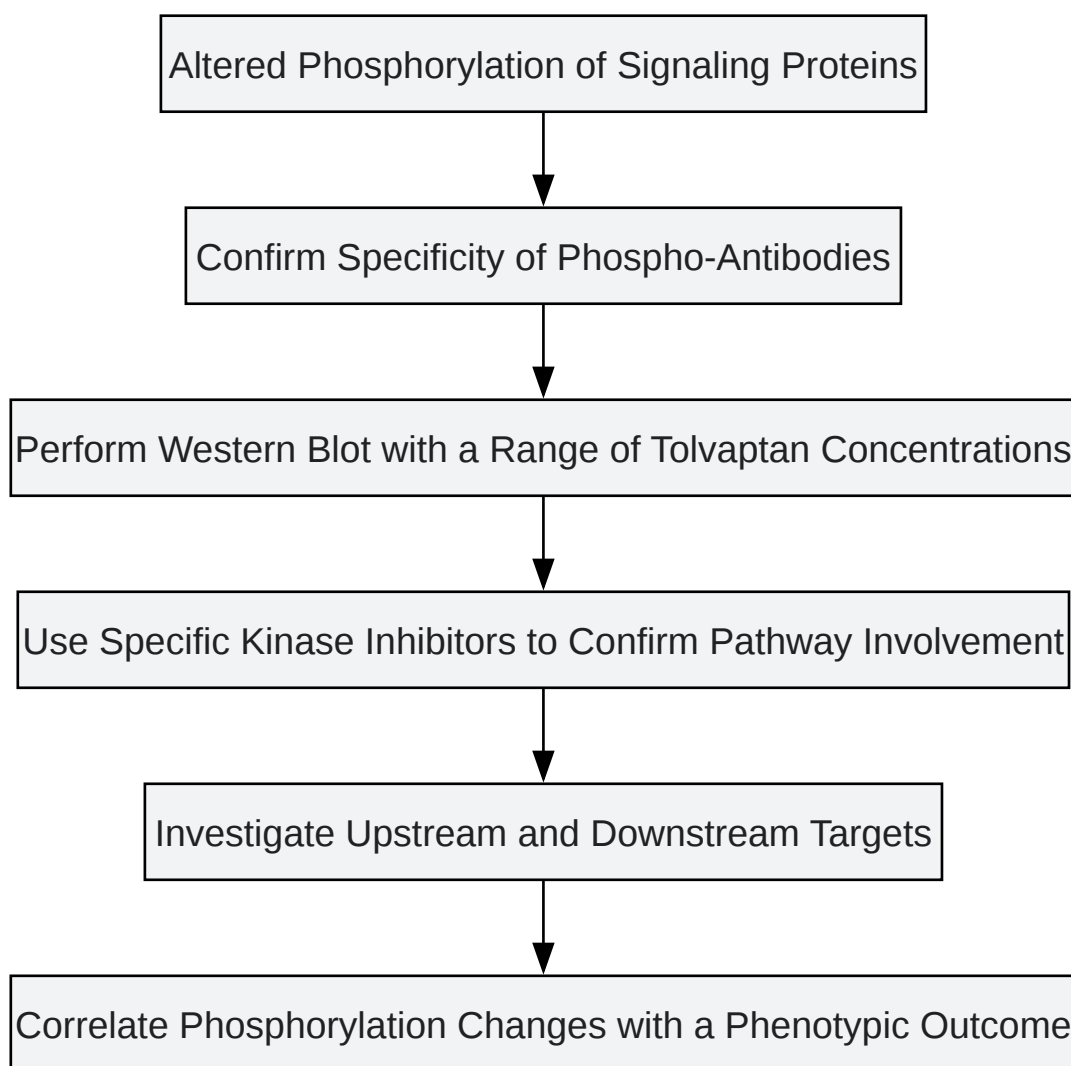 Altered Phosphorylation of Signaling Proteins
Confirm Specificity of Phospho-Antibodies
Perform Western Blot with a Range of Tolvaptan Concentrations
Use Specific Kinase Inhibitors to Confirm Pathway Involvement
Investigate Upstream and Downstream Targets
Correlate Phosphorylation Changes with a Phenotypic Outcome